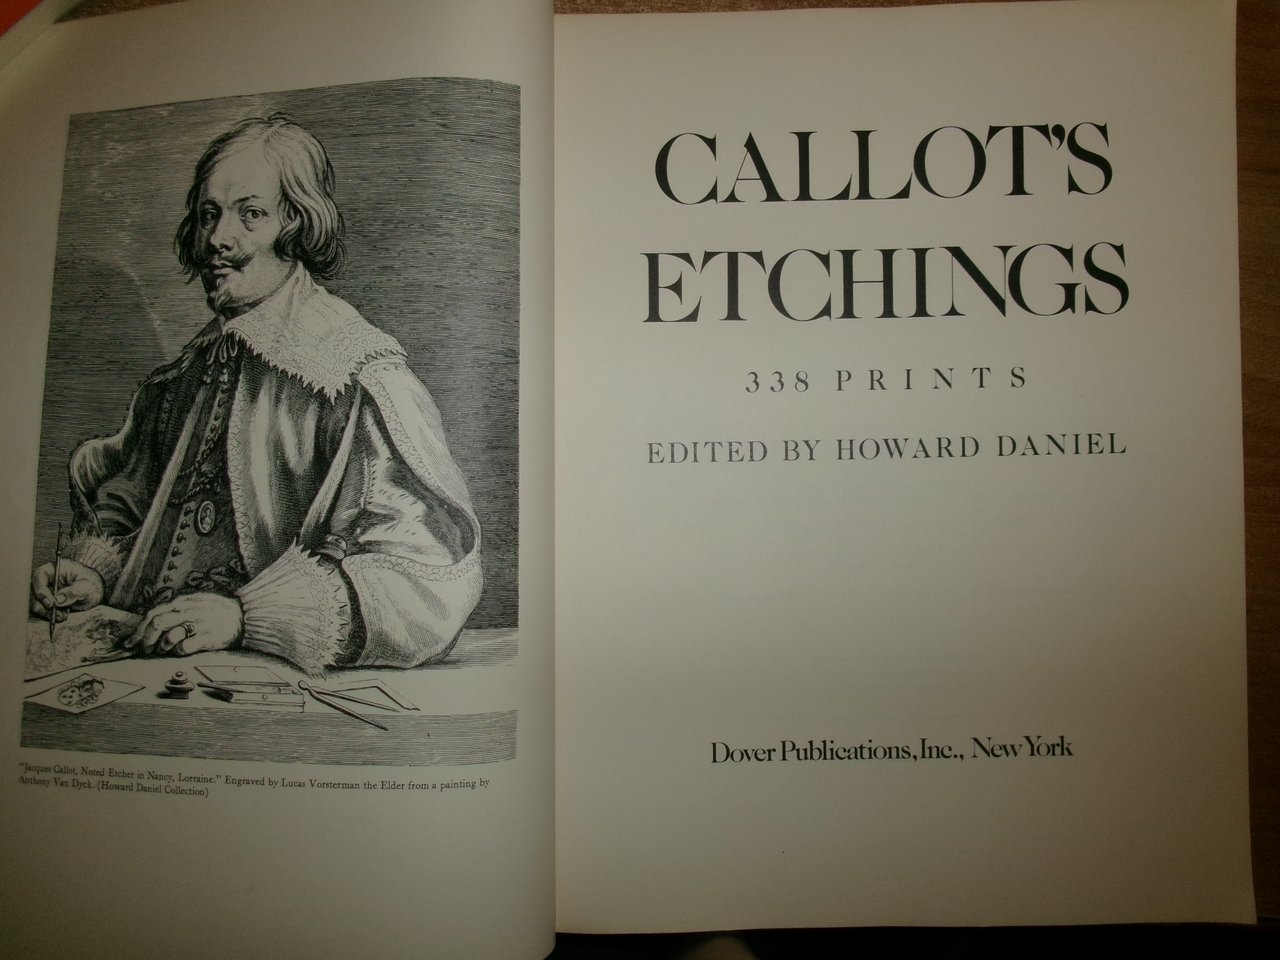 "Jacques Callot, Noted Etcher in Nancy, Lorraine." Engraved by Lucas Vorsterman the Elder from a painting by
Anthony Van Dyck. (Howard Daniel Collection)
CALLOT'S
ETCHINGS
338 PRINTS
EDITED BY HOWARD DANIEL
Dover Publications, Inc., New York